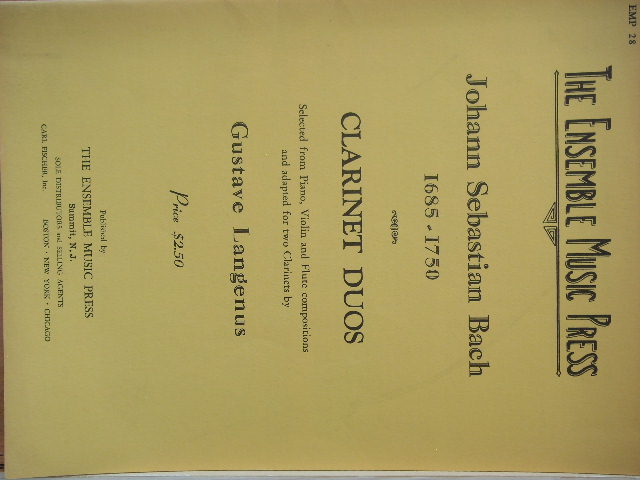 EMP 28
THE ENSEMBLE MUSIC PRESS
Johann Sebastian Bach
1685-1750
CLARINET DUOS
Selected from Piano, Violin and Flute compositions
and adapted for two Clarinets by
Gustave Langenus
Price $2.50
Published by
THE ENSEMBLE MUSIC PRESS
Summit, N. J.
SOLE DISTRIBUTORS and SELLING AGENTS
CARL FISCHER, Inc. BOSTON • NEW YORK • CHICAGO